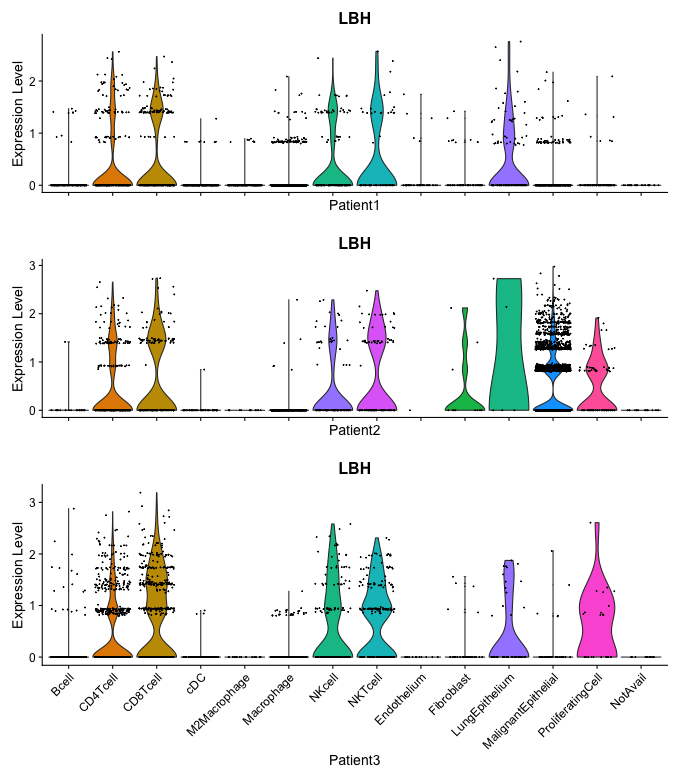 LBH
Expression Level
2
1
0
Patient1
LBH
Expression Level
3
2
1
0
Patient2
LBH
Expression Level
3
2
1
0
Bcell
CD4Tcell
CD8Tcell
cDC
M2Macrophage
Macrophage
NKcell
NKTcell
Endothelium
Fibroblast
LungEpithelium
MalignantEpithelial
ProliferatingCell
NotAvail
Patient3